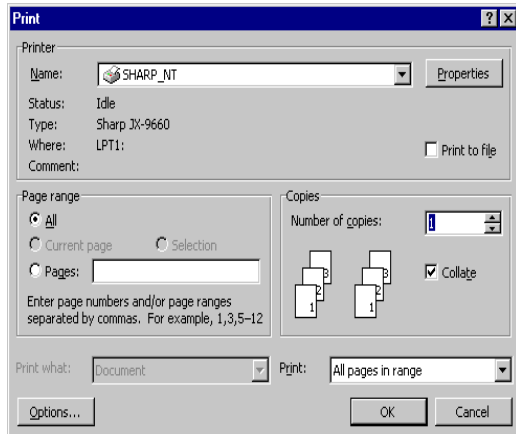 Print
Printer
Name: SHARP_NT Properties
Status: Idle
Type: Sharp JX-9660
Where: LPT1:
Comment: Print to file
Page range
All
Current page Selection
Pages:
Enter page numbers and/or page ranges
separated by commas. For example, 1,3,5–12
Copies
Number of copies: 1
3 3
2 2
1 1
Collate
Print what: Document Print: All pages in range
Options... OK Cancel